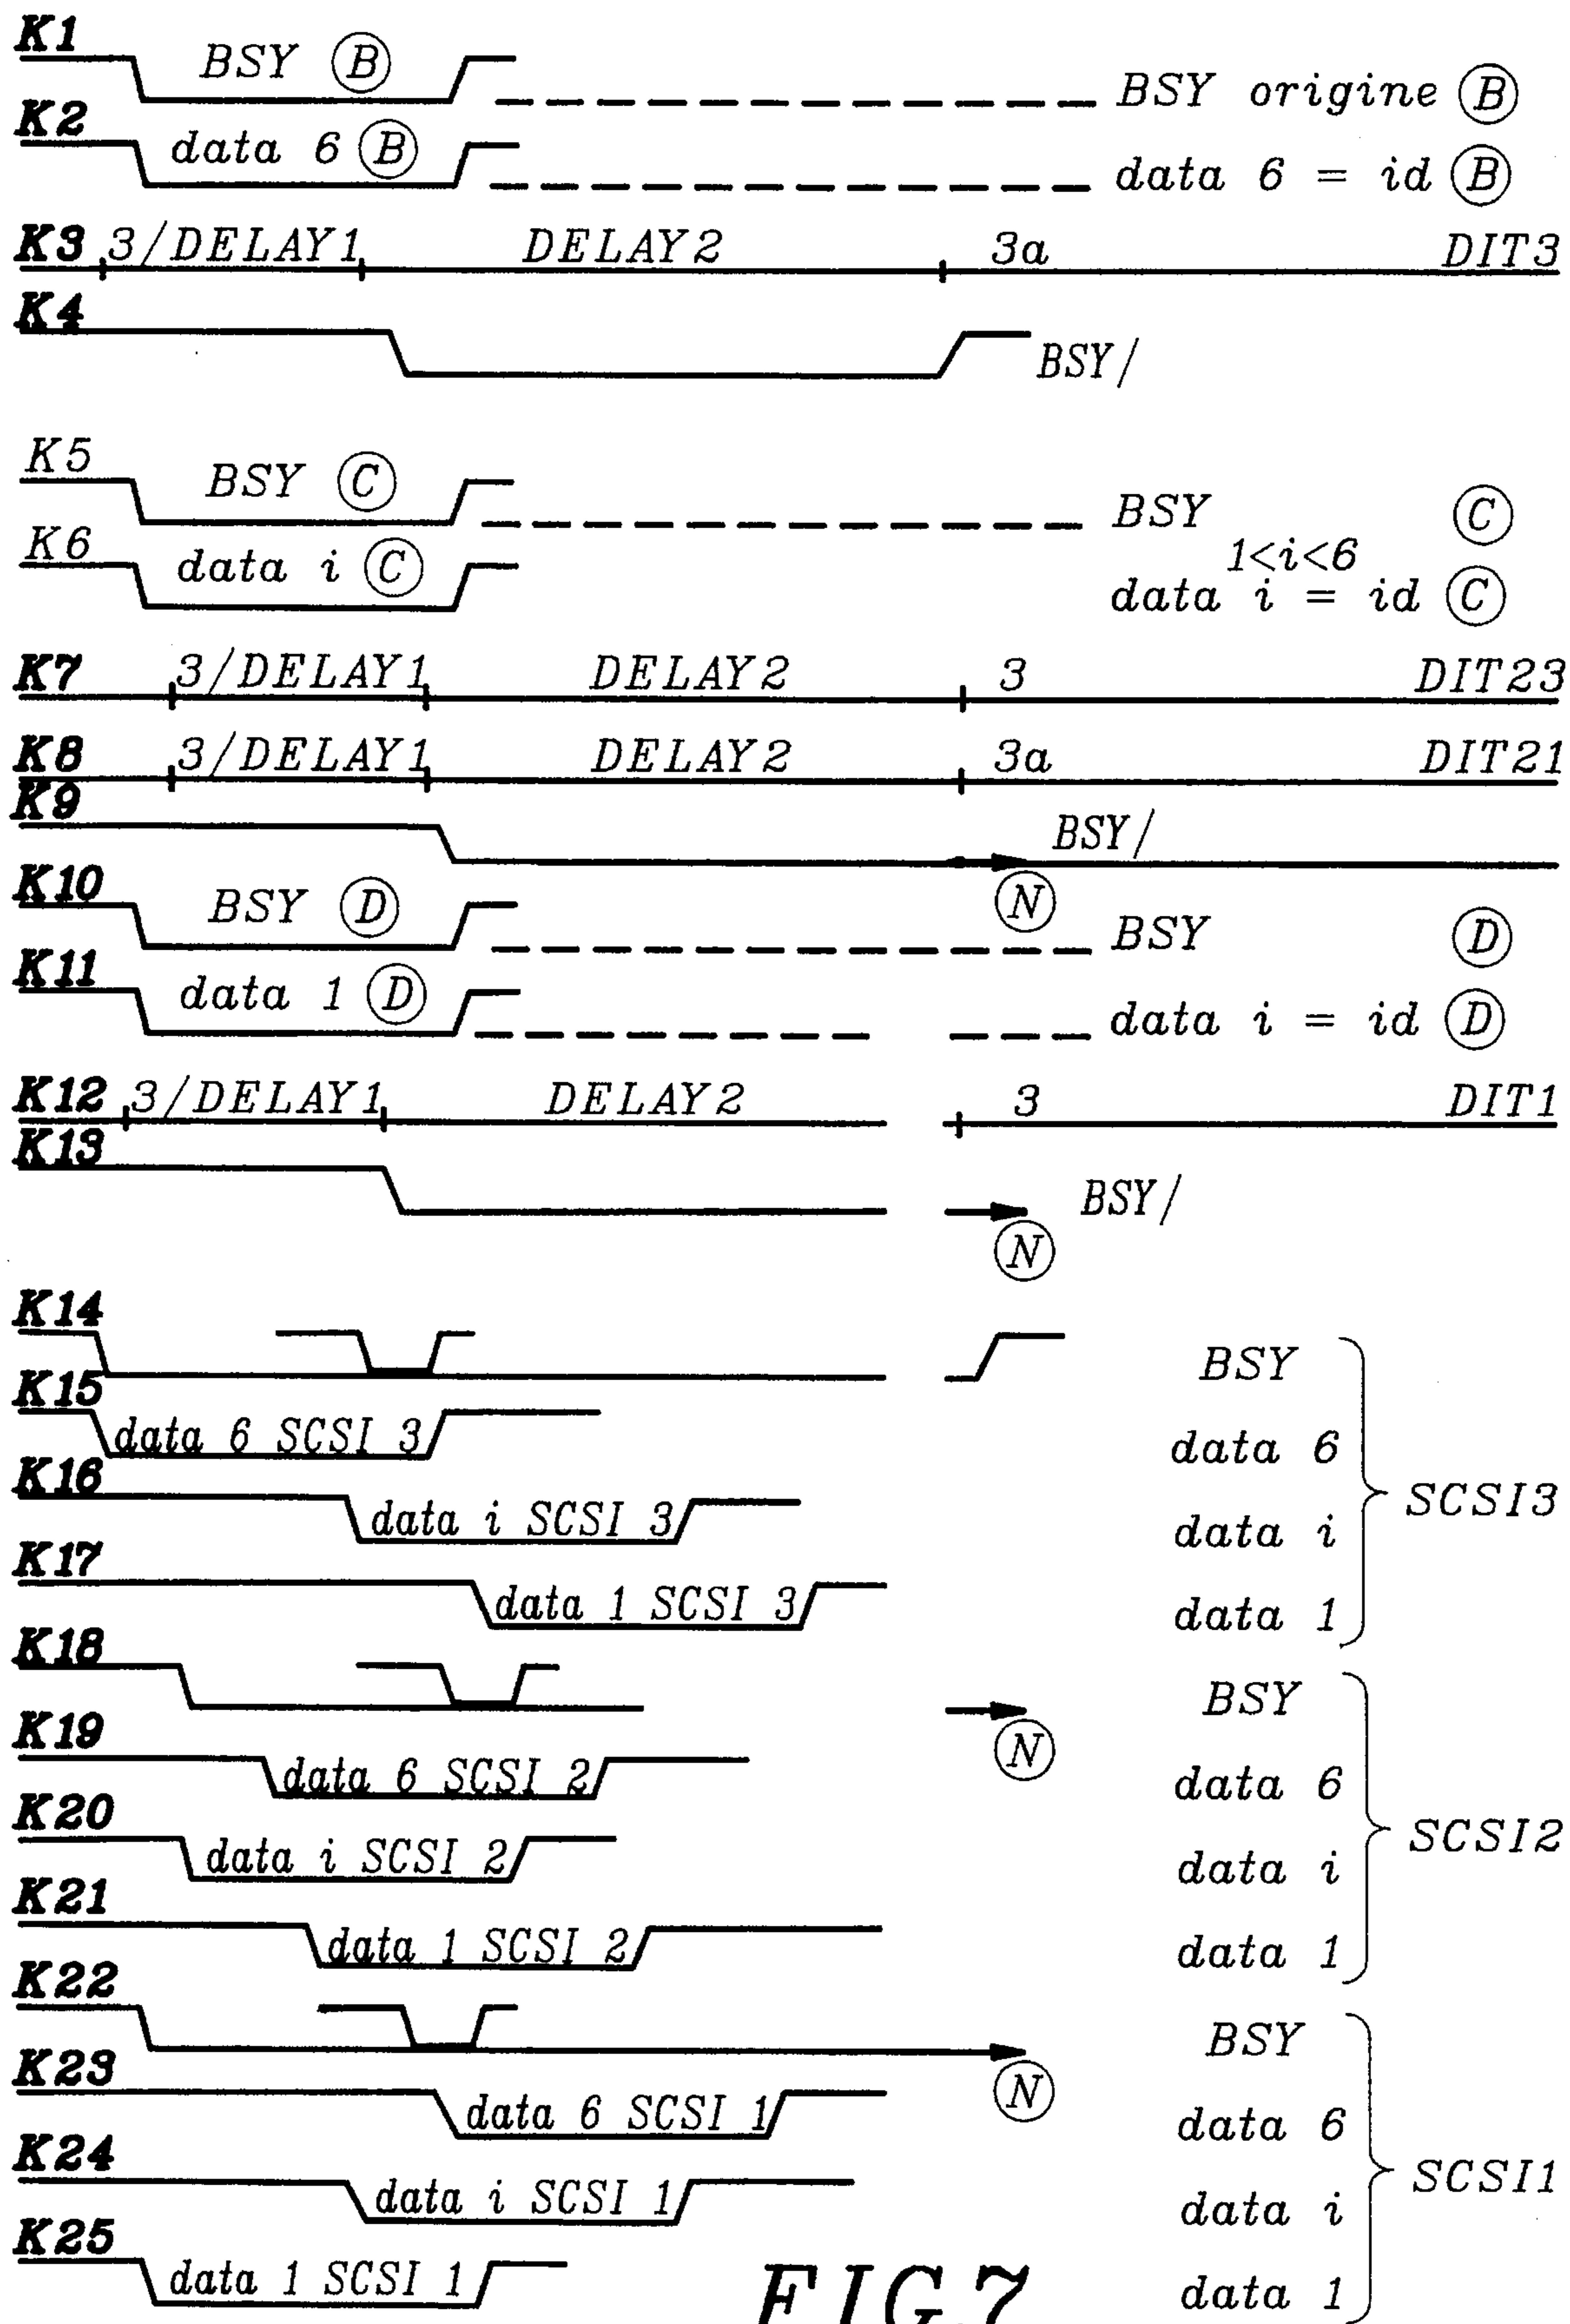 K1
BSY (B)
BSY origine (B)
K2
data 6 (B)
data 6 = id (B)
K3 3/DELAY1 DELAY2 3a DIT3
K4
BSY/
K5
BSY (C)
BSY (C)
K6
data i (C)
1<i<6
data i = id (C)
K7 3/DELAY1 DELAY2 3 DIT23
K8 3/DELAY1 DELAY2 3a DIT21
K9
BSY/
(N)
K10
BSY (D)
BSY (D)
K11
data 1 (D)
data i = id (D)
K12 3/DELAY1 DELAY2 3 DIT1
K13
BSY/
(N)
K14
BSY
K15
data 6 SCSI 3
data 6
K16
data i SCSI 3
data i
SCSI3
K17
data 1 SCSI 3
data 1
K18
BSY
(N)
K19
data 6 SCSI 2
data 6
K20
data i SCSI 2
data i
SCSI2
K21
data 1 SCSI 2
data 1
K22
BSY
(N)
K23
data 6 SCSI 1
data 6
K24
data i SCSI 1
data i
SCSI1
K25
data 1 SCSI 1
data 1
FIG.7